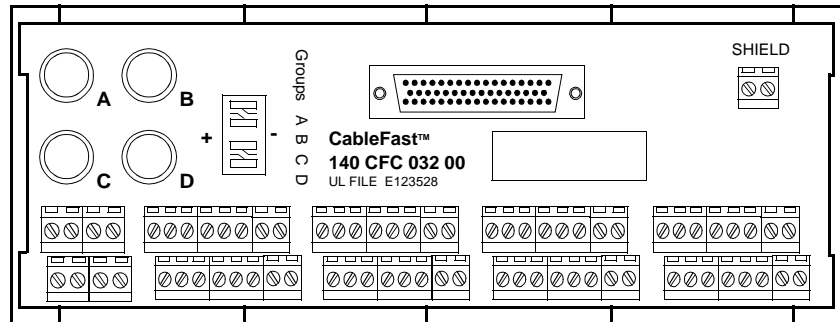 SHIELD
Groups
A
B
C
D
A
B
C
D
+
-
CableFast™
140 CFC 032 00
UL FILE E123528